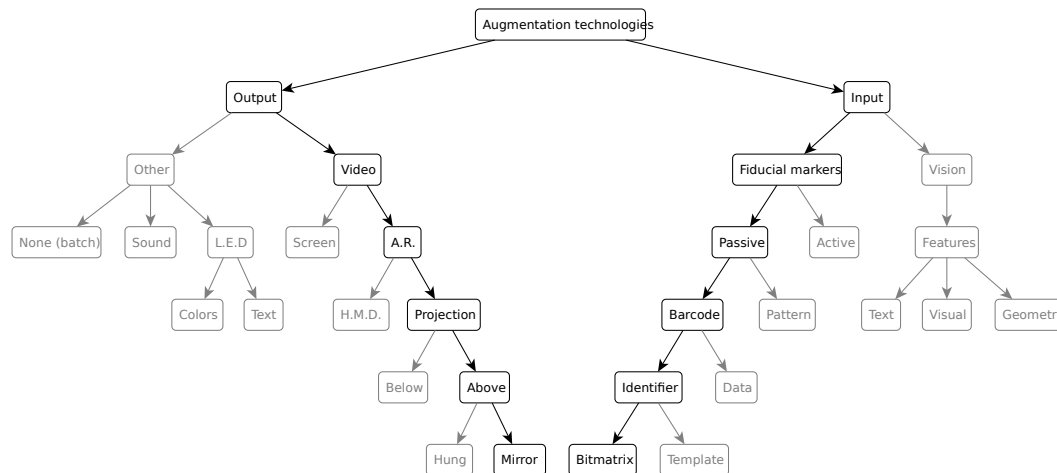 Augmentation technologies
Output
Input
Other
Video
Fiducial markers
Vision
None (batch)
Sound
L.E.D
Screen
A.R.
Passive
Active
Features
Colors
Text
H.M.D.
Projection
Barcode
Pattern
Text
Visual
Geometr
Below
Above
Identifier
Data
Hung
Mirror
Bitmatrix
Template